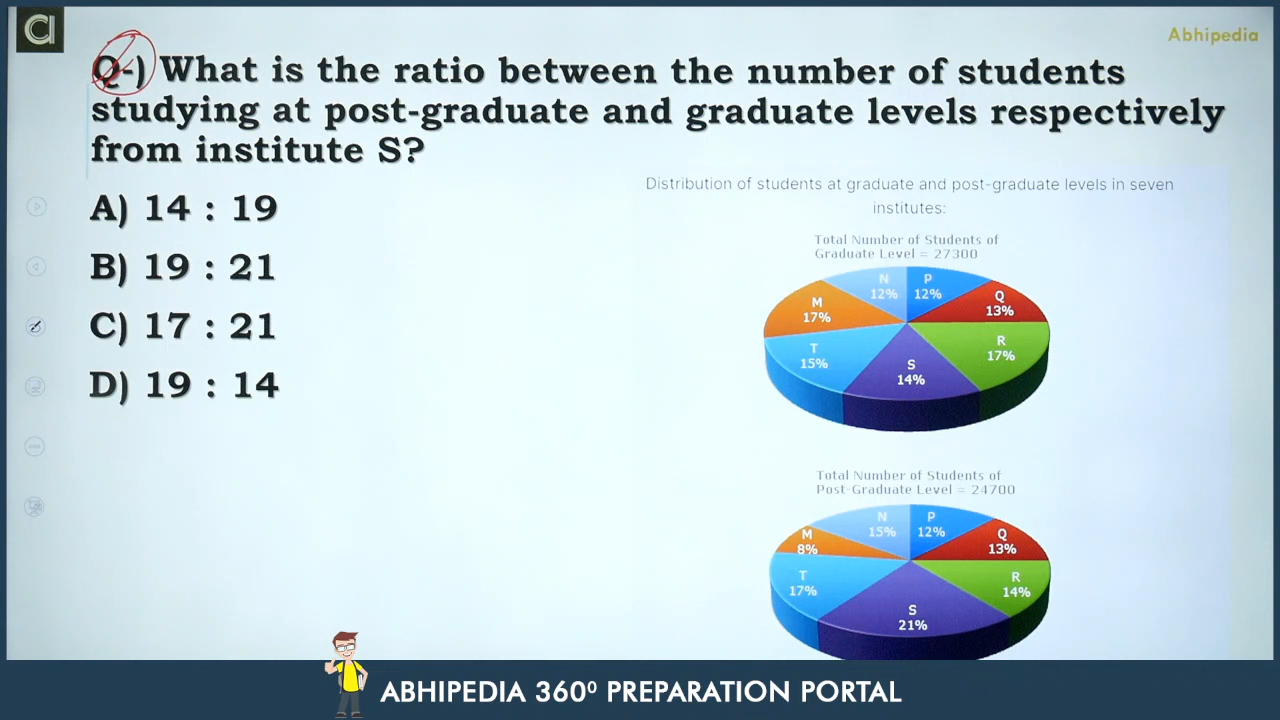 Abhipedia
Q-) What is the ratio between the number of students
studying at post-graduate and graduate levels respectively
from institute S?
A) 14 : 19
B) 19 : 21
C) 17 : 21
D) 19 : 14
Distribution of students at graduate and post-graduate levels in seven
institutes:
Total Number of Students of
Graduate Level = 27300
N
12%
P
12%
Q
13%
M
17%
R
17%
T
15%
S
14%
Total Number of Students of
Post-Graduate Level = 24700
N
15%
P
12%
Q
13%
M
8%
T
17%
R
14%
S
21%
ABHIPEDIA 360⁰ PREPARATION PORTAL